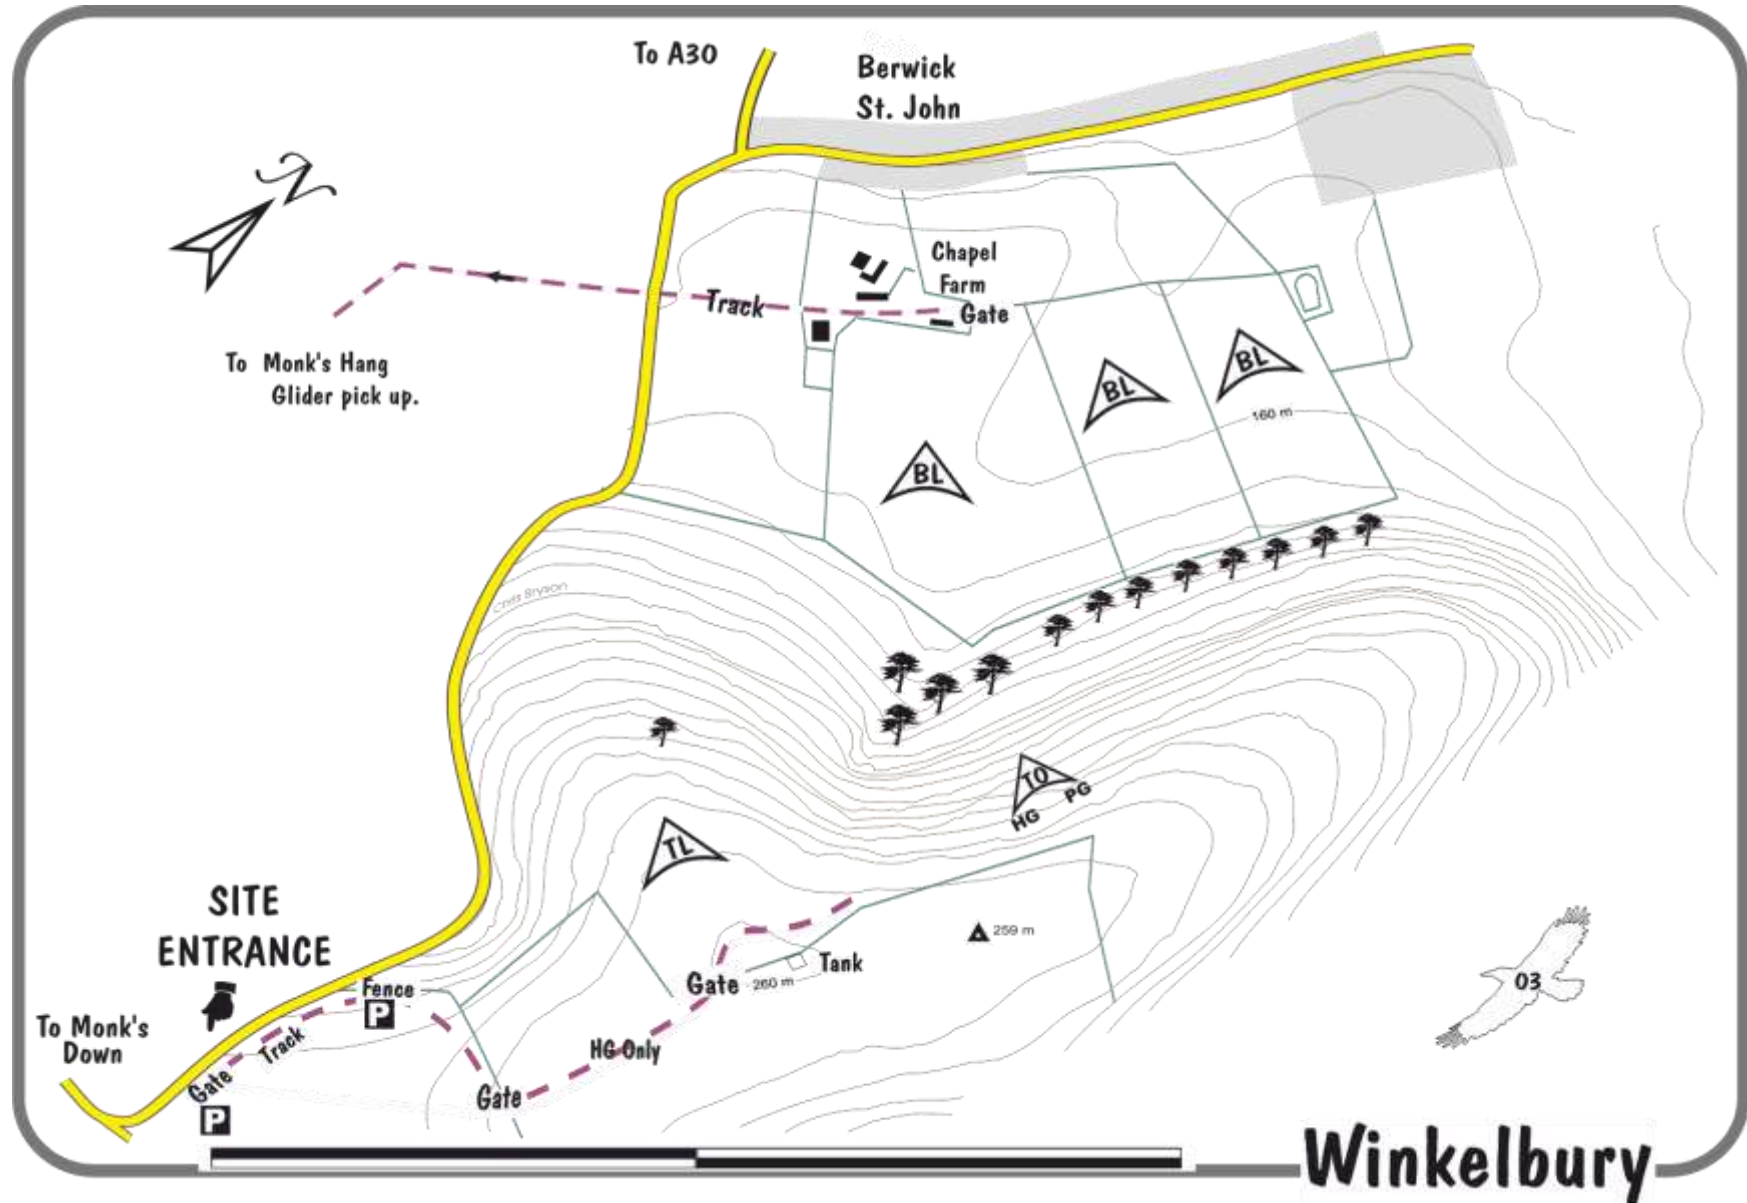 To A30
Berwick
St. John
N
Chapel
Farm
Gate
Track
To Monk's Hang
Glider pick up.
BL
BL
BL
160 m
Chris Bryson
TO
HG
PG
TL
SITE
ENTRANCE
259 m
Tank
Gate
260 m
03
Fence
P
To Monk's
Down
Track
HG Only
Gate
Gate
P
Winkelbury